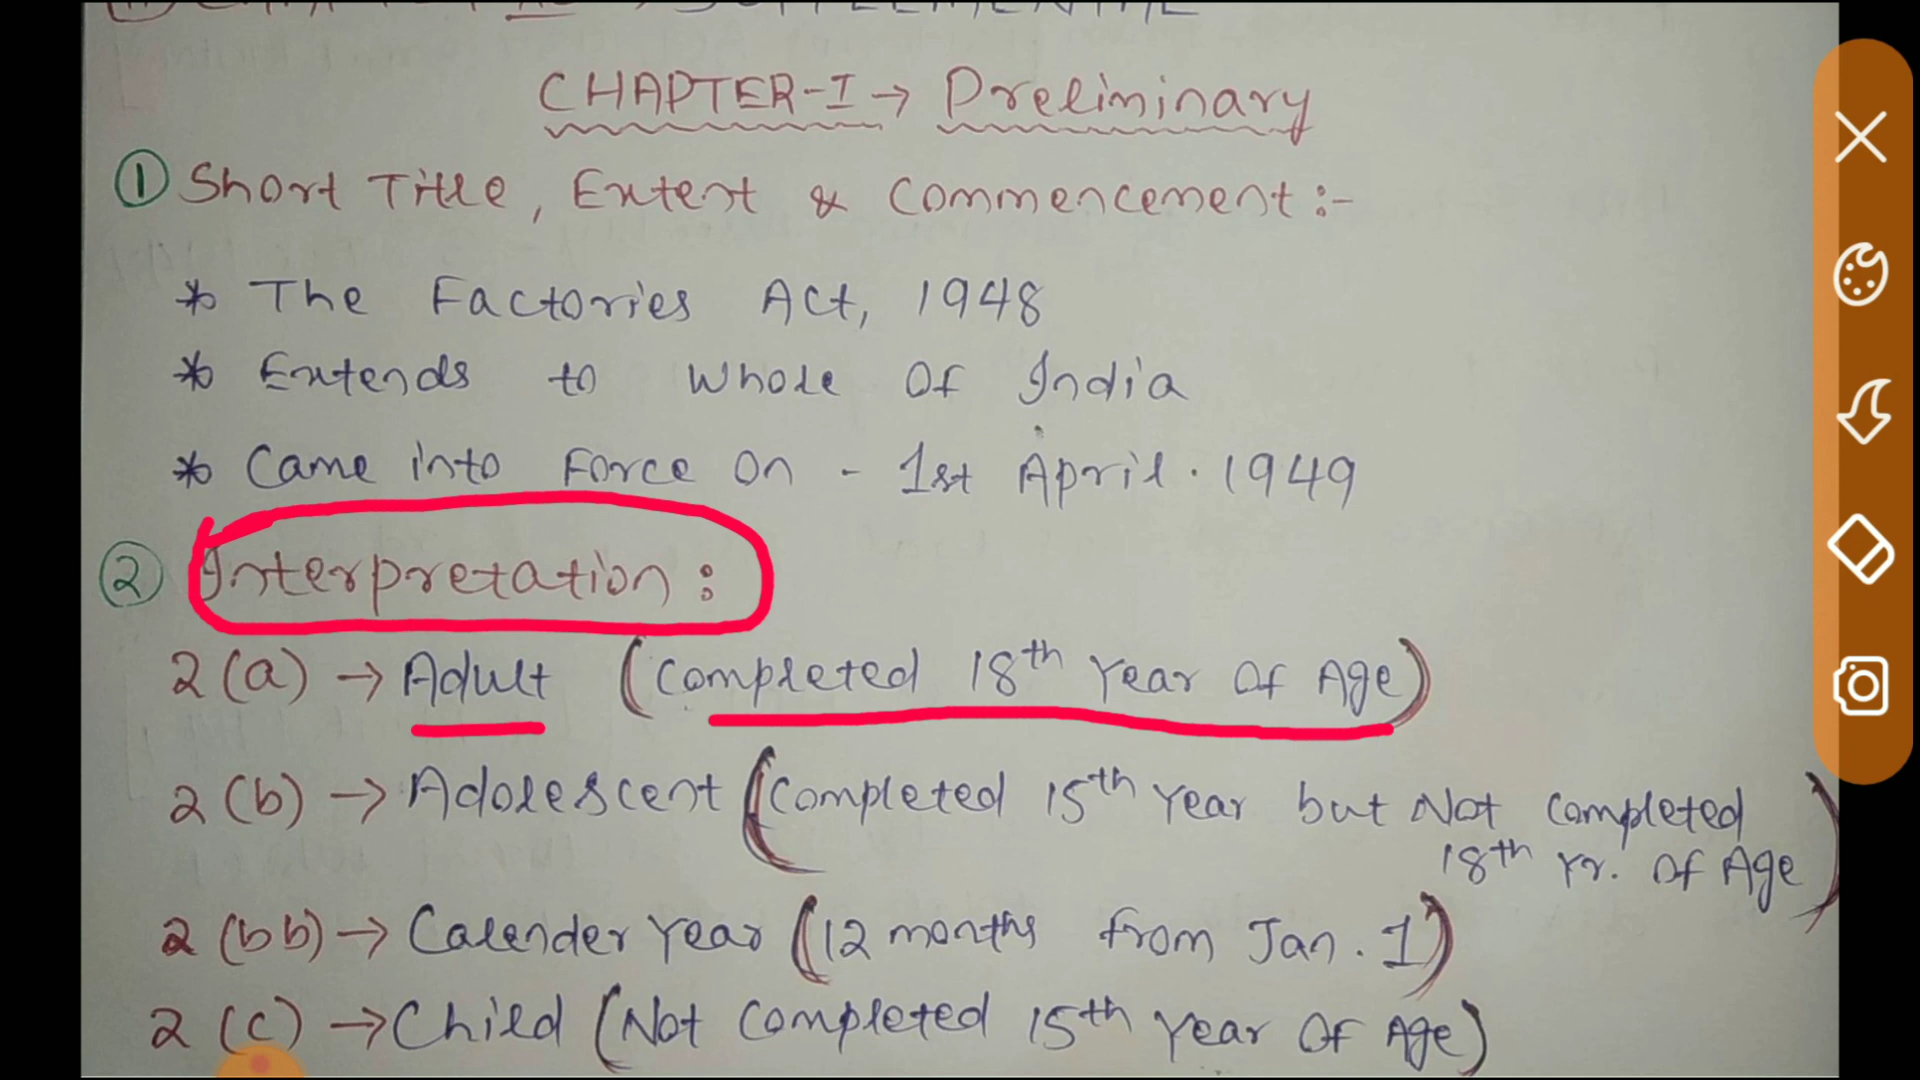 CHAPTER-I → Preliminary
① Short Title, Extent & Commencement :-
* The Factories Act, 1948
* Extends to whole of India
* Came into Force on - 1st April. 1949
② Interpretation :
2(a) → Adult (Completed 18th Year of Age)
2(b) → Adolescent (Completed 15th Year but Not Completed
18th Yr. of Age)
2(bb) → Calender Year (12 months from Jan. 1)
2(c) → Child (Not Completed 15th Year of Age)